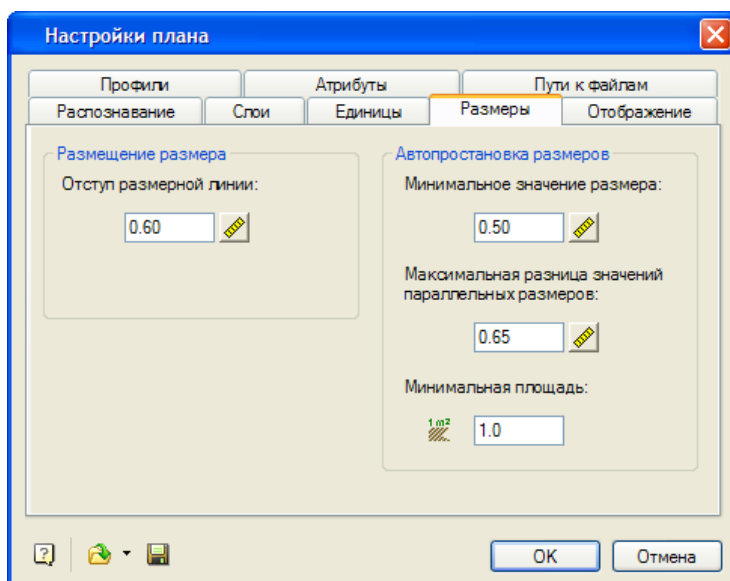 Настройки плана
Профили
Атрибуты
Пути к файлам
Распознавание
Слои
Единицы
Размеры
Отображение
Размещение размера
Отступ размерной линии:
0.60
Автопростановка размеров
Минимальное значение размера:
0.50
Максимальная разница значений
параллельных размеров:
0.65
Минимальная площадь:
1 m2
1.0
?
OK
Отмена